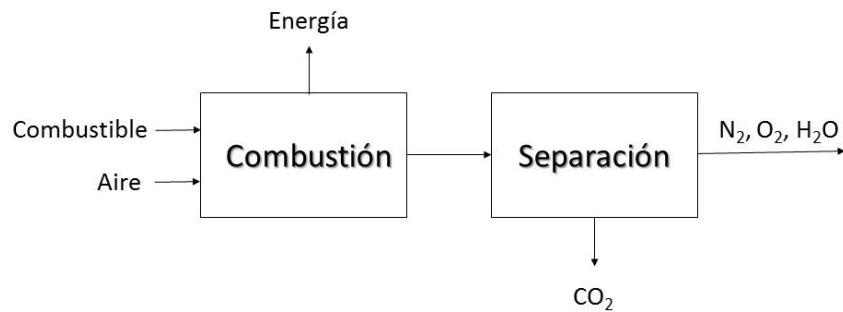 Energía
Combustible
Aire
Combustión
Separación
N₂, O₂, H₂O
CO₂